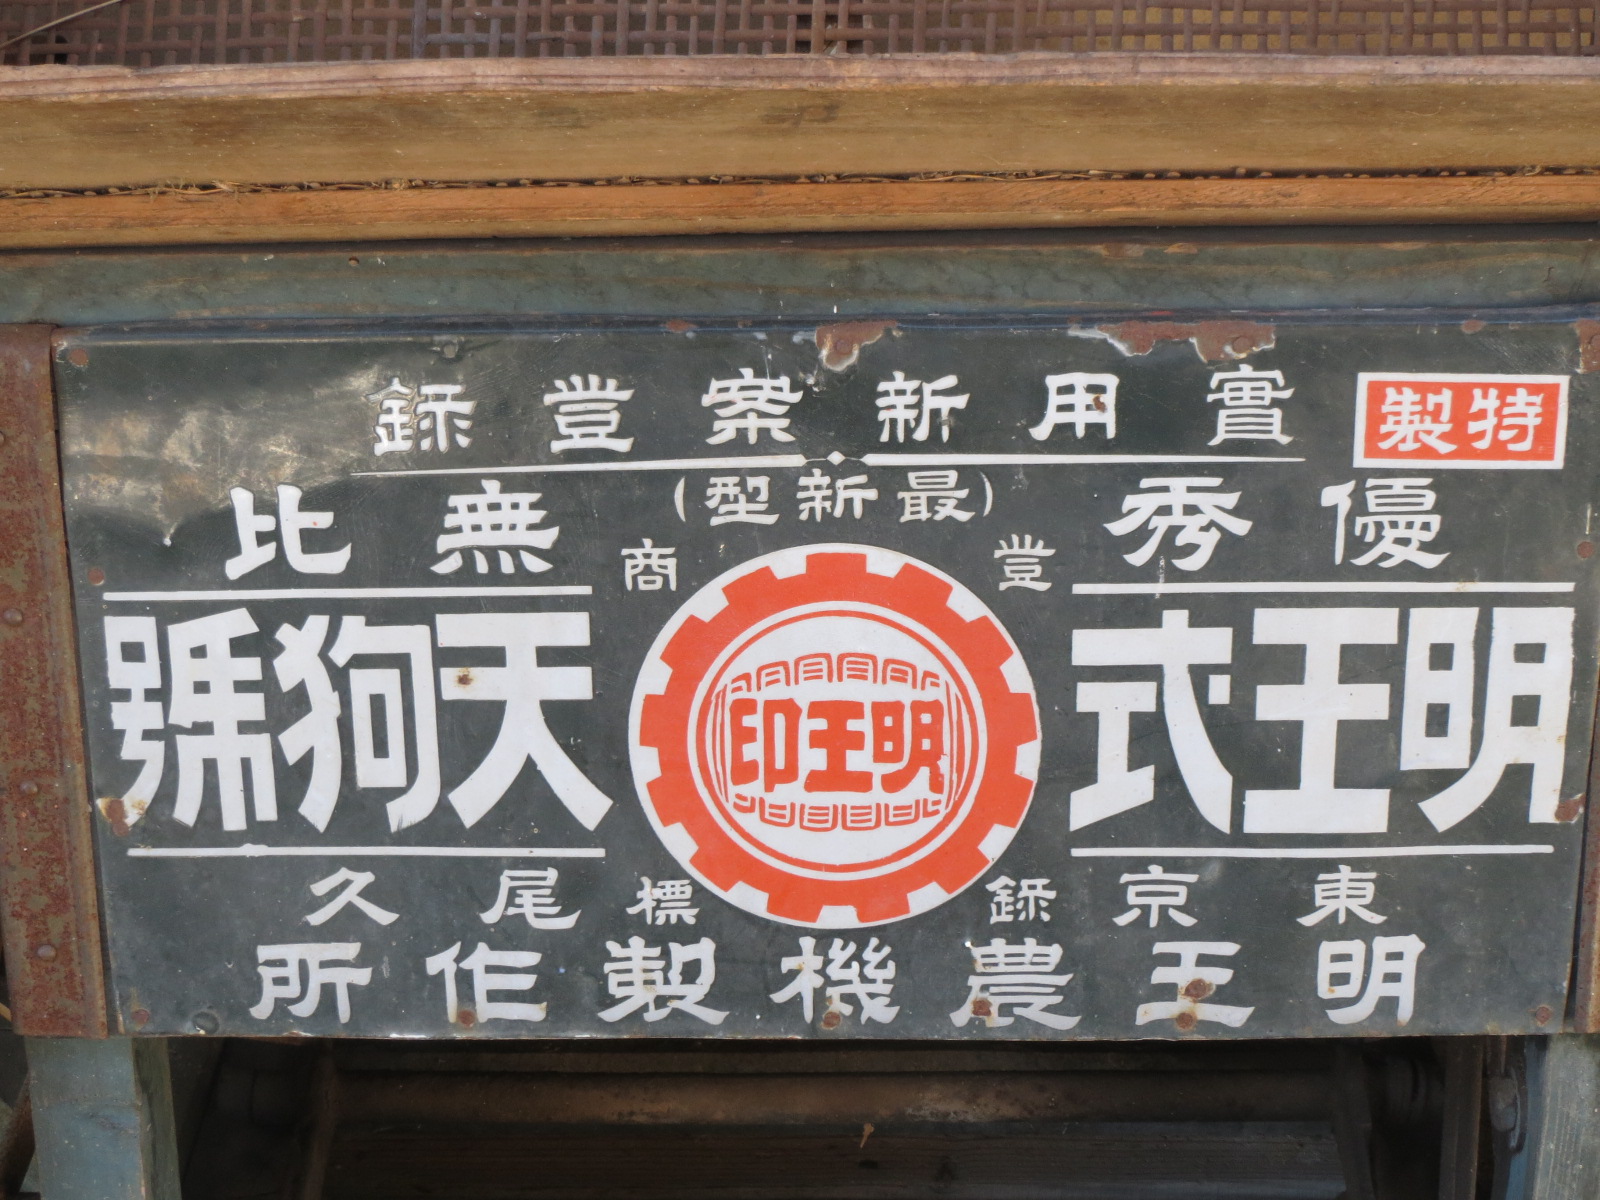 特製
實用新案登録
(最新型)
優秀無比
登録商標
明王式
明王印
天狗號
東京尾久
明王農機製作所